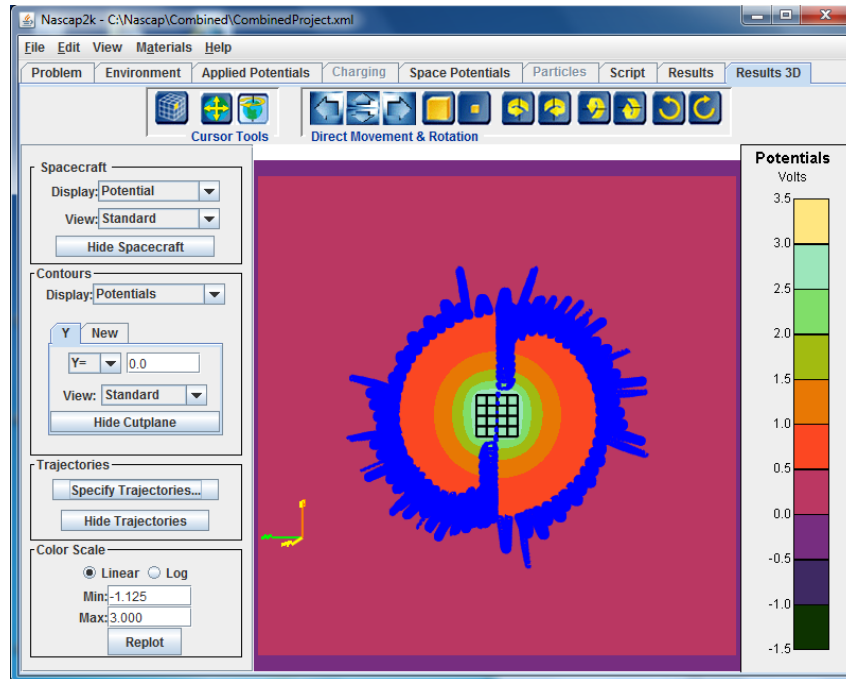 Nascap2k - C:\Nascap\Combined\CombinedProject.xml
File Edit View Materials Help
Problem Environment Applied Potentials Charging Space Potentials Particles Script Results Results 3D
Cursor Tools Direct Movement & Rotation
Spacecraft
Display: Potential
View: Standard
Hide Spacecraft
Contours
Display: Potentials
Y New
Y= 0.0
View: Standard
Hide Cutplane
Trajectories
Specify Trajectories...
Hide Trajectories
Color Scale
Linear Log
Min: -1.125
Max: 3.000
Replot
Potentials
Volts
3.5
3.0
2.5
2.0
1.5
1.0
0.5
0.0
-0.5
-1.0
-1.5